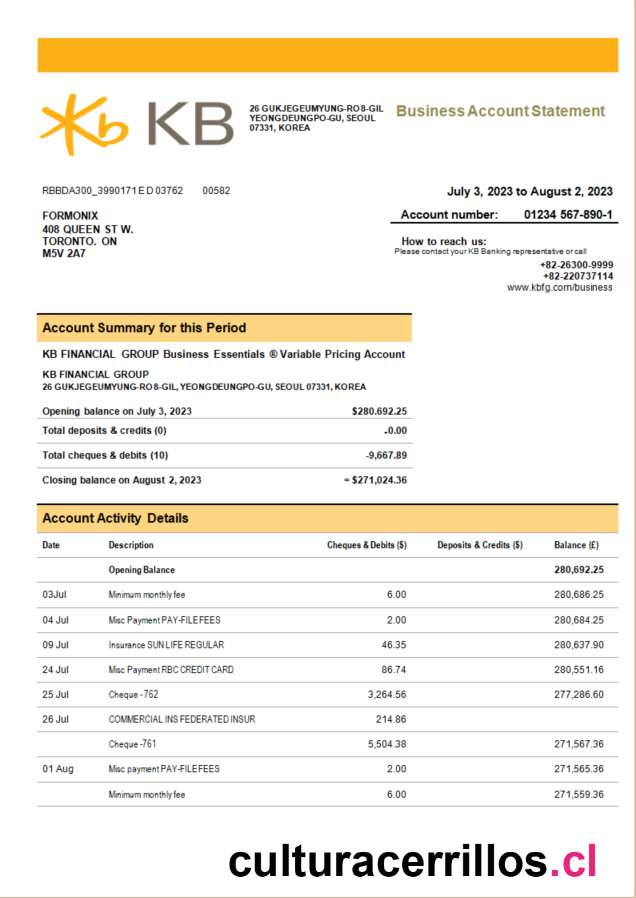 Kb KB
26 GUKJEGEUMYUNG-RO 8-GIL
YEONGDEUNGPO-GU, SEOUL
07331, KOREA
Business Account Statement
RBBDA300_3990171 E D 03762 00582
July 3, 2023 to August 2, 2023
FORMONIX
408 QUEEN ST W.
TORONTO. ON
M5V 2A7
Account number: 01234 567-890-1
How to reach us:
Please contact your KB Banking representative or call
+82-26300-9999
+82-220737114
www.kbfg.com/business
Account Summary for this Period
KB FINANCIAL GROUP Business Essentials ® Variable Pricing Account
KB FINANCIAL GROUP
26 GUKJEGEUMYUNG-RO 8-GIL, YEONGDEUNGPO-GU, SEOUL 07331, KOREA
Opening balance on July 3, 2023 $280.692.25
Total deposits & credits (0) -0.00
Total cheques & debits (10) -9,667.89
Closing balance on August 2, 2023 = $271,024.36
Account Activity Details
Date Description Cheques & Debits ($) Deposits & Credits ($) Balance (£)
Opening Balance 280,692.25
03Jul Minimum monthly fee 6.00 280,686.25
04 Jul Misc Payment PAY-FILE FEES 2.00 280,684.25
09 Jul Insurance SUN LIFE REGULAR 46.35 280,637.90
24 Jul Misc Payment RBC CREDIT CARD 86.74 280,551.16
25 Jul Cheque -762 3,264.56 277,286.60
26 Jul COMMERCIAL INS FEDERATED INSUR 214.86
Cheque -761 5,504.38 271,567.36
01 Aug Misc payment PAY-FILE FEES 2.00 271,565.36
Minimum monthly fee 6.00 271,559.36
culturacerrillos.cl